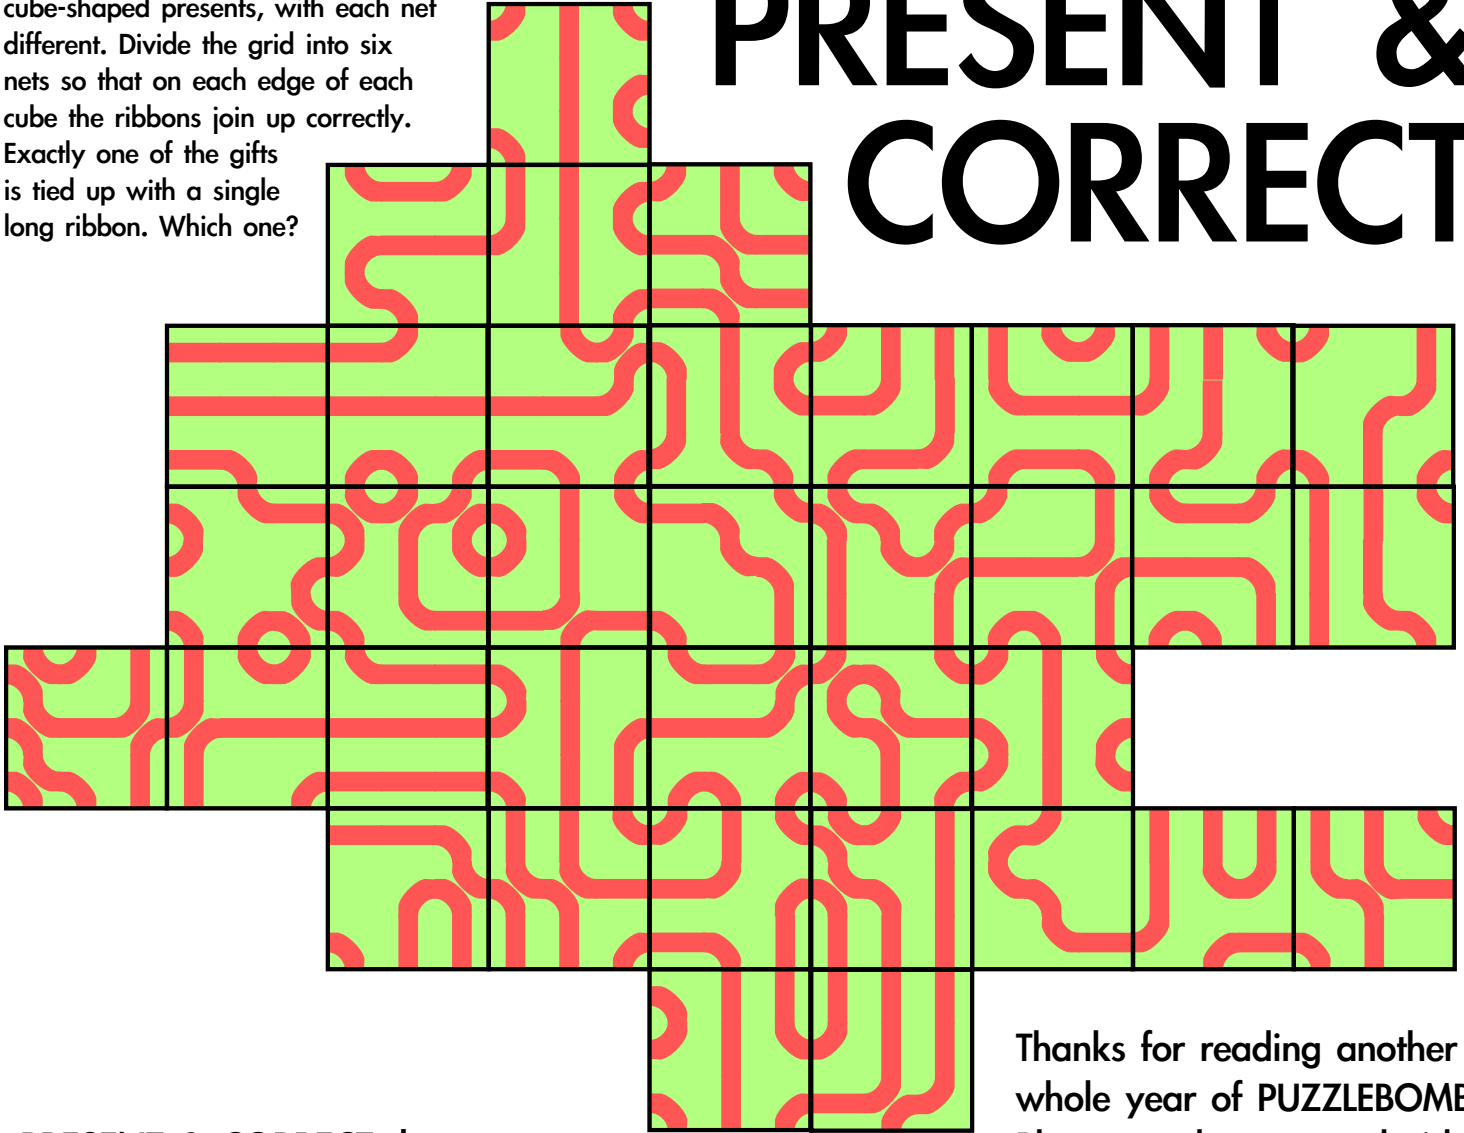 cube-shaped presents, with each net
different. Divide the grid into six
nets so that on each edge of each
cube the ribbons join up correctly.
Exactly one of the gifts
is tied up with a single
long ribbon. Which one?
PRESENT &
CORRECT
Thanks for reading another
whole year of PUZZLEBOMB